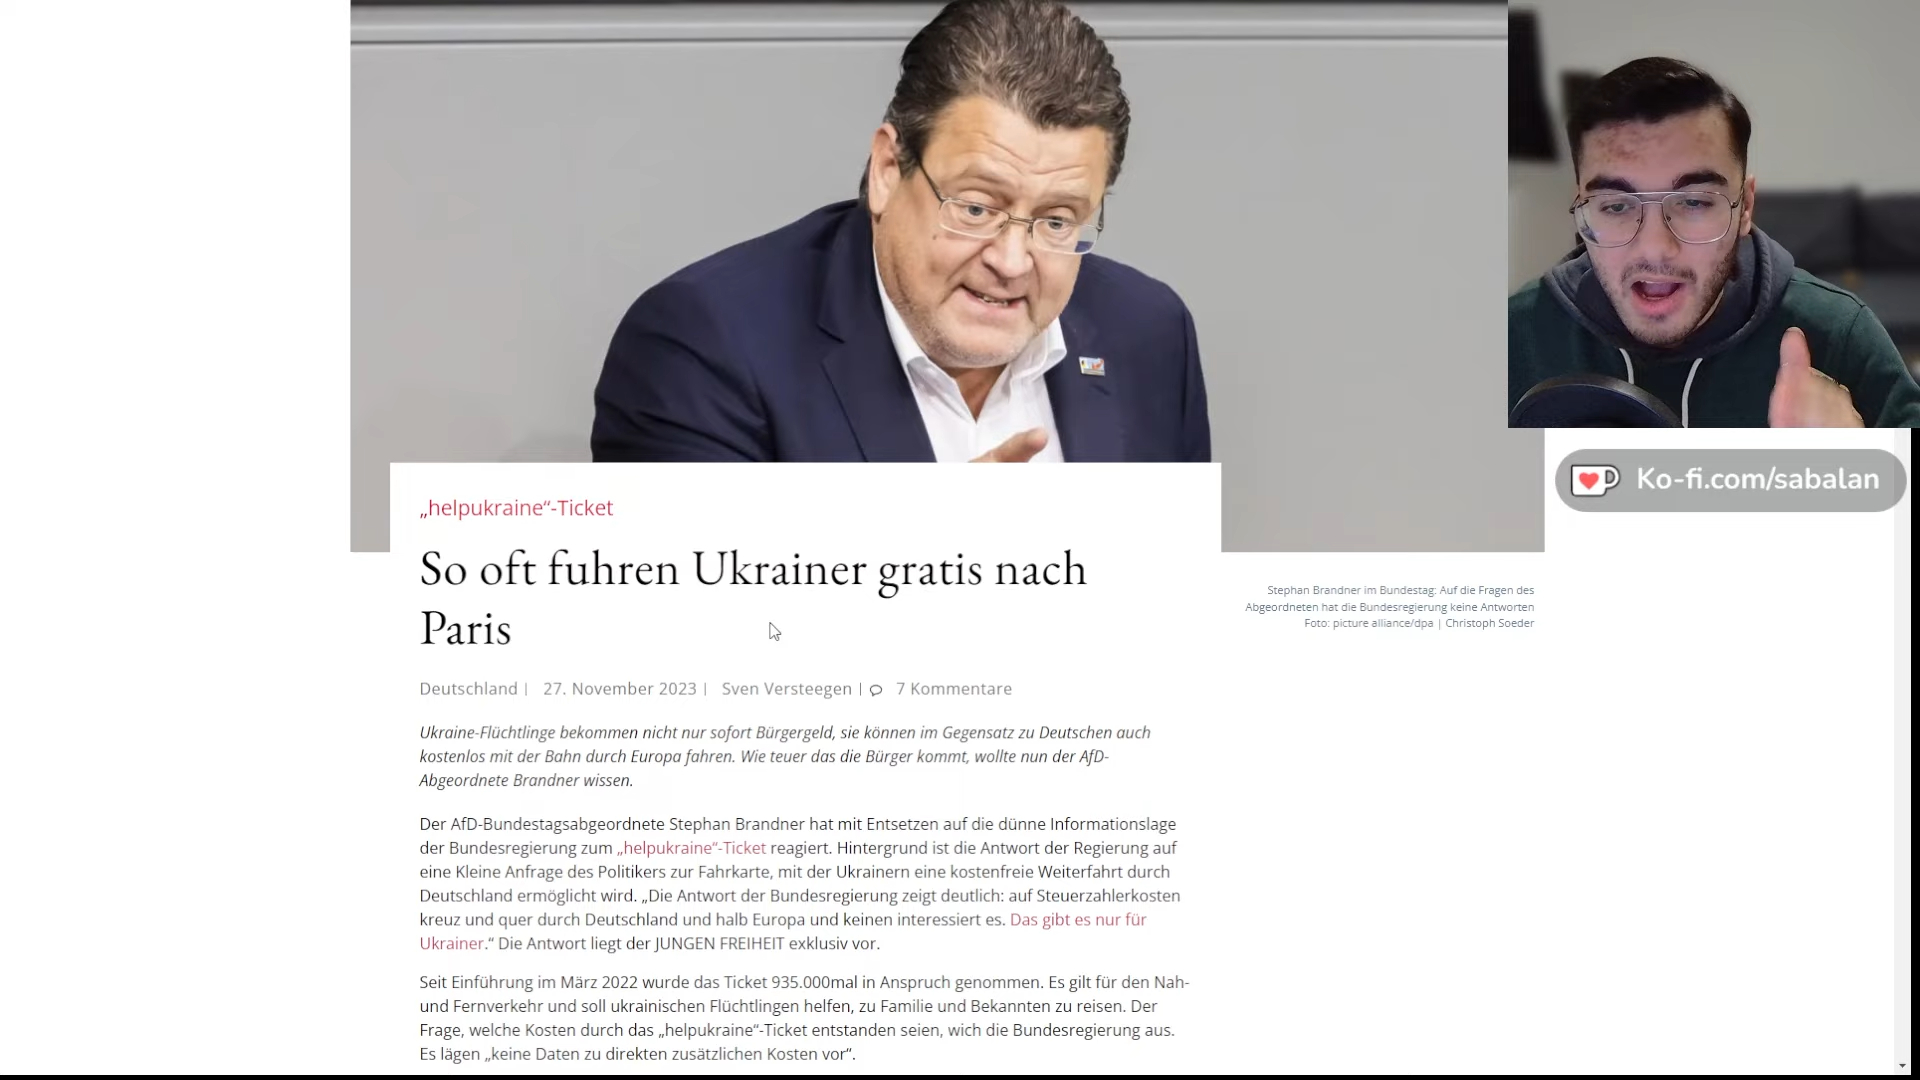 „helpukraine“-Ticket
So oft fuhren Ukrainer gratis nach
Paris
Deutschland | 27. November 2023 | Sven Versteegen | 7 Kommentare
Ukraine-Flüchtlinge bekommen nicht nur sofort Bürgergeld, sie können im Gegensatz zu Deutschen auch
kostenlos mit der Bahn durch Europa fahren. Wie teuer das die Bürger kommt, wollte nun der AfD-
Abgeordnete Brandner wissen.
Der AfD-Bundestagsabgeordnete Stephan Brandner hat mit Entsetzen auf die dünne Informationslage
der Bundesregierung zum „helpukraine“-Ticket reagiert. Hintergrund ist die Antwort der Regierung auf
eine Kleine Anfrage des Politikers zur Fahrkarte, mit der Ukrainern eine kostenfreie Weiterfahrt durch
Deutschland ermöglicht wird. „Die Antwort der Bundesregierung zeigt deutlich: auf Steuerzahlerkosten
kreuz und quer durch Deutschland und halb Europa und keinen interessiert es. Das gibt es nur für
Ukrainer.“ Die Antwort liegt der JUNGEN FREIHEIT exklusiv vor.
Seit Einführung im März 2022 wurde das Ticket 935.000mal in Anspruch genommen. Es gilt für den Nah-
und Fernverkehr und soll ukrainischen Flüchtlingen helfen, zu Familie und Bekannten zu reisen. Der
Frage, welche Kosten durch das „helpukraine“-Ticket entstanden seien, wich die Bundesregierung aus.
Es lägen „keine Daten zu direkten zusätzlichen Kosten vor“.
Stephan Brandner im Bundestag: Auf die Fragen des
Abgeordneten hat die Bundesregierung keine Antworten
Foto: picture alliance/dpa | Christoph Soeder
Ko-fi.com/sabalan